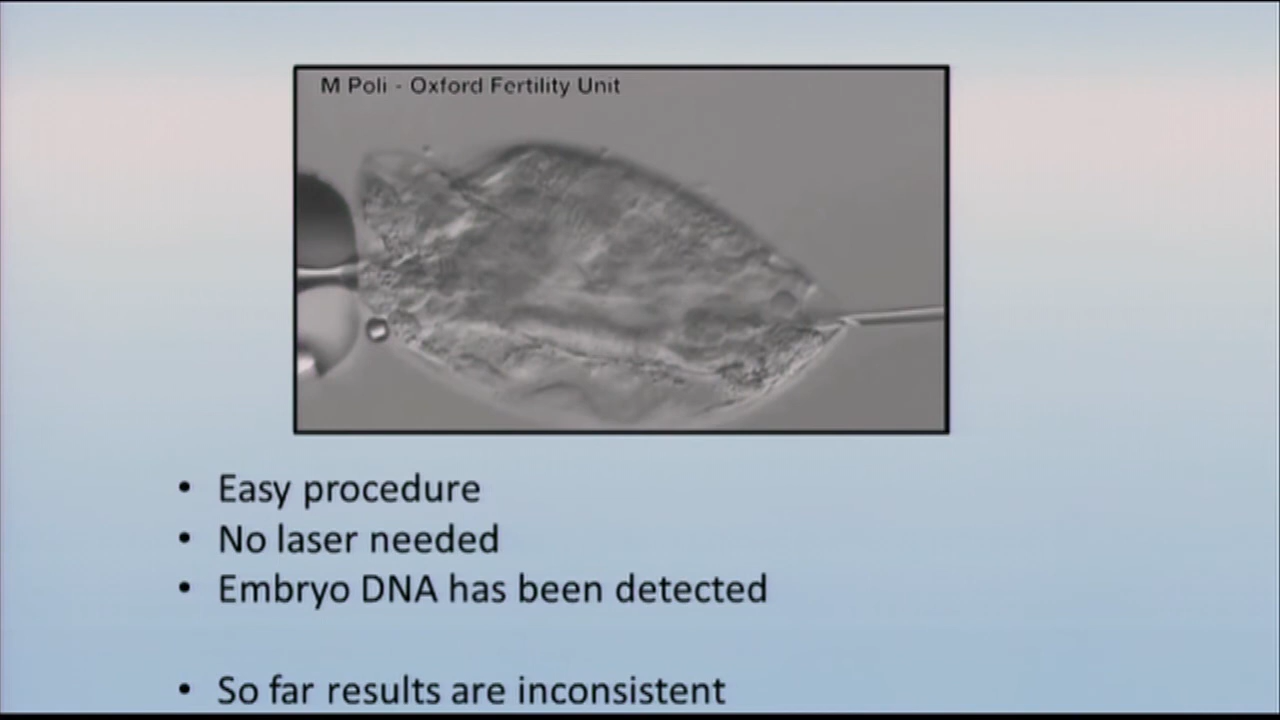 M Poli - Oxford Fertility Unit
• Easy procedure
• No laser needed
• Embryo DNA has been detected
• So far results are inconsistent